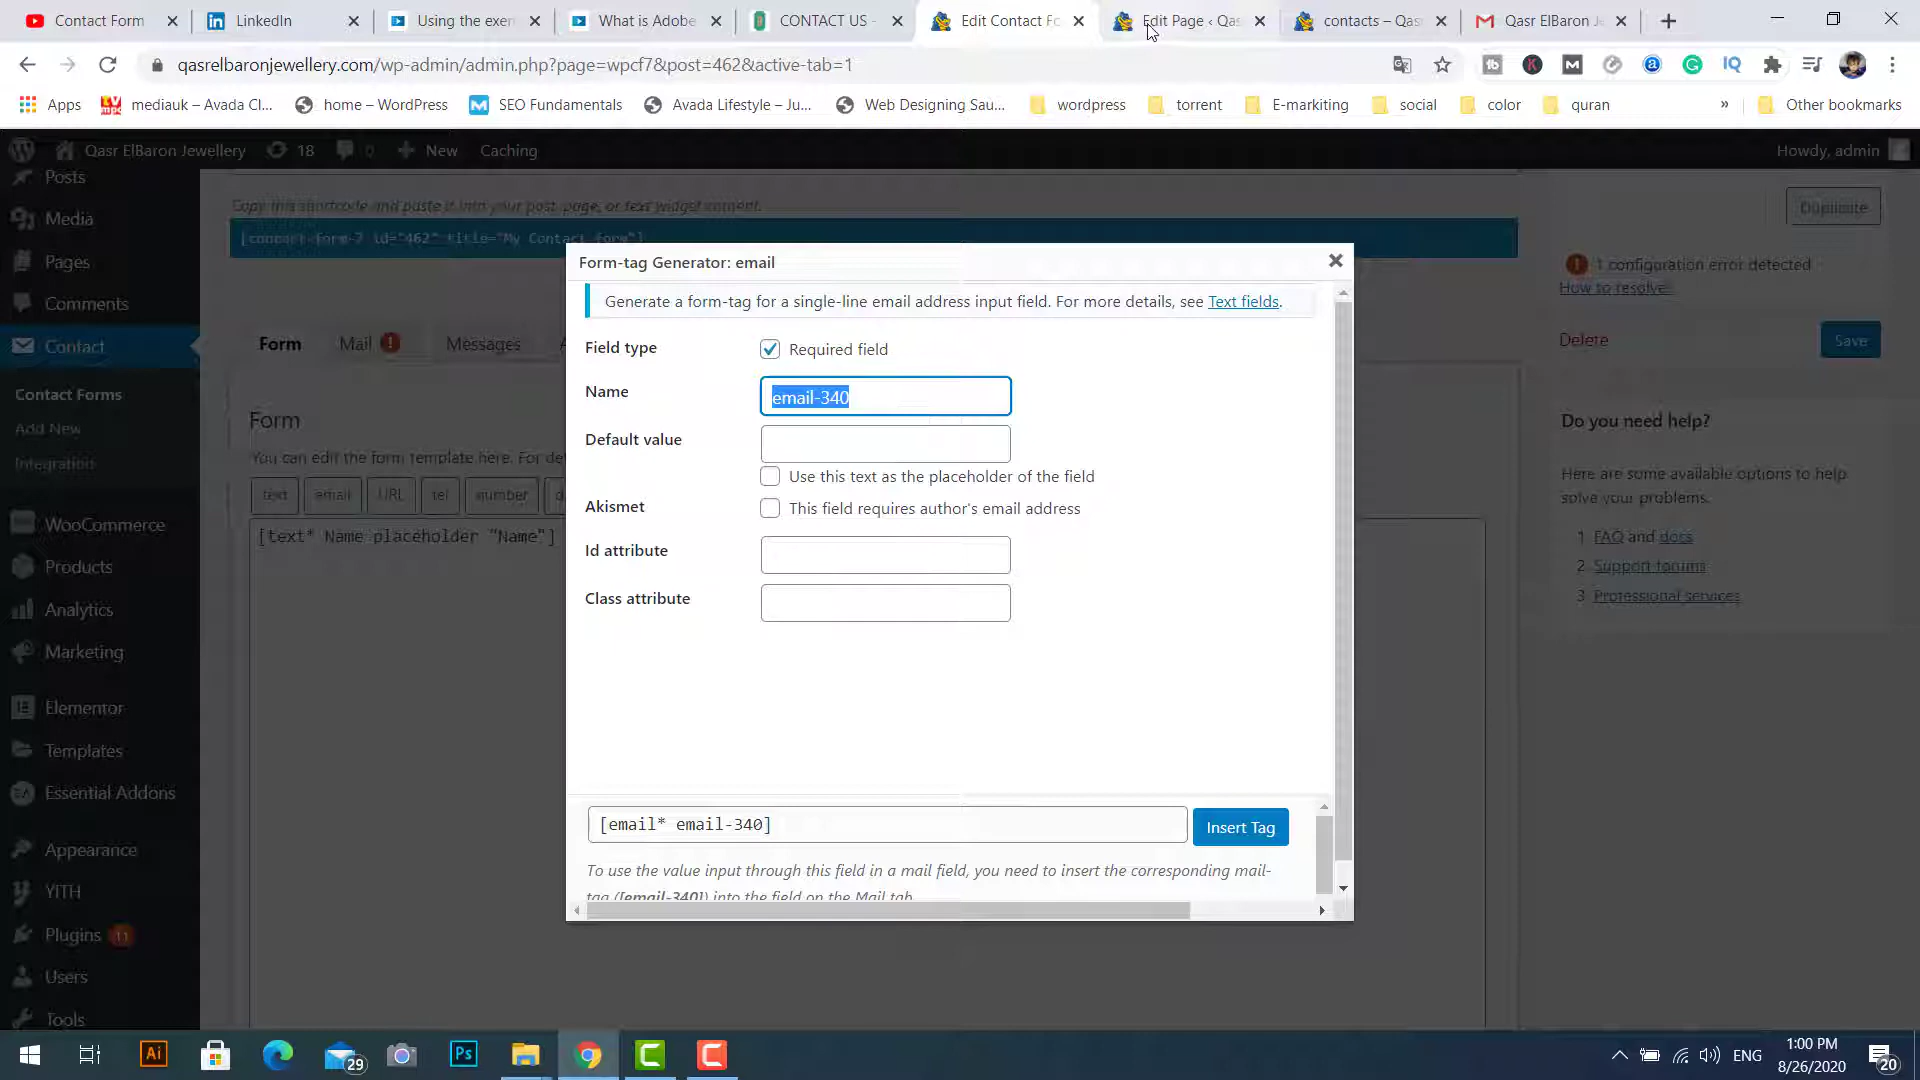 Contact Form
LinkedIn
Using the exer
What is Adobe
CONTACT US -
Edit Contact Fo
Edit Page ‹ Qas
contacts – Qas
Qasr ElBaron Je
qasrelbaronjewellery.com/wp-admin/admin.php?page=wpcf7&post=462&active-tab=1
Apps
mediauk – Avada Cl...
home – WordPress
SEO Fundamentals
Avada Lifestyle – Ju...
Web Designing Sau...
wordpress
torrent
E-markiting
social
color
quran
»
Other bookmarks
Qasr ElBaron Jewellery
18
0
New
Caching
Howdy, admin
Posts
Media
Pages
Comments
Contact
Contact Forms
Add New
Integration
WooCommerce
Products
Analytics
Marketing
Elementor
Templates
Essential Addons
Appearance
YITH
Plugins 11
Users
Tools
Copy this shortcode and paste it into your post, page, or text widget content:
[contact-form-7 id="462" title="My Contact form"]
Form
Mail
Messages
Form
You can edit the form template here. For det
text
email
URL
tel
number
[text* Name placeholder "Name"]
Form-tag Generator: email
Generate a form-tag for a single-line email address input field. For more details, see Text fields.
Field type
Required field
Name
email-340
Default value
Use this text as the placeholder of the field
Akismet
This field requires author's email address
Id attribute
Class attribute
[email* email-340]
Insert Tag
To use the value input through this field in a mail field, you need to insert the corresponding mail-
tag ([email-340]) into the field on the Mail tab.
Duplicate
1 configuration error detected
How to resolve
Delete
Save
Do you need help?
Here are some available options to help
solve your problems.
1 FAQ and docs
2 Support forums
3 Professional services
Ai
29
Ps
ENG
1:00 PM
8/26/2020
20